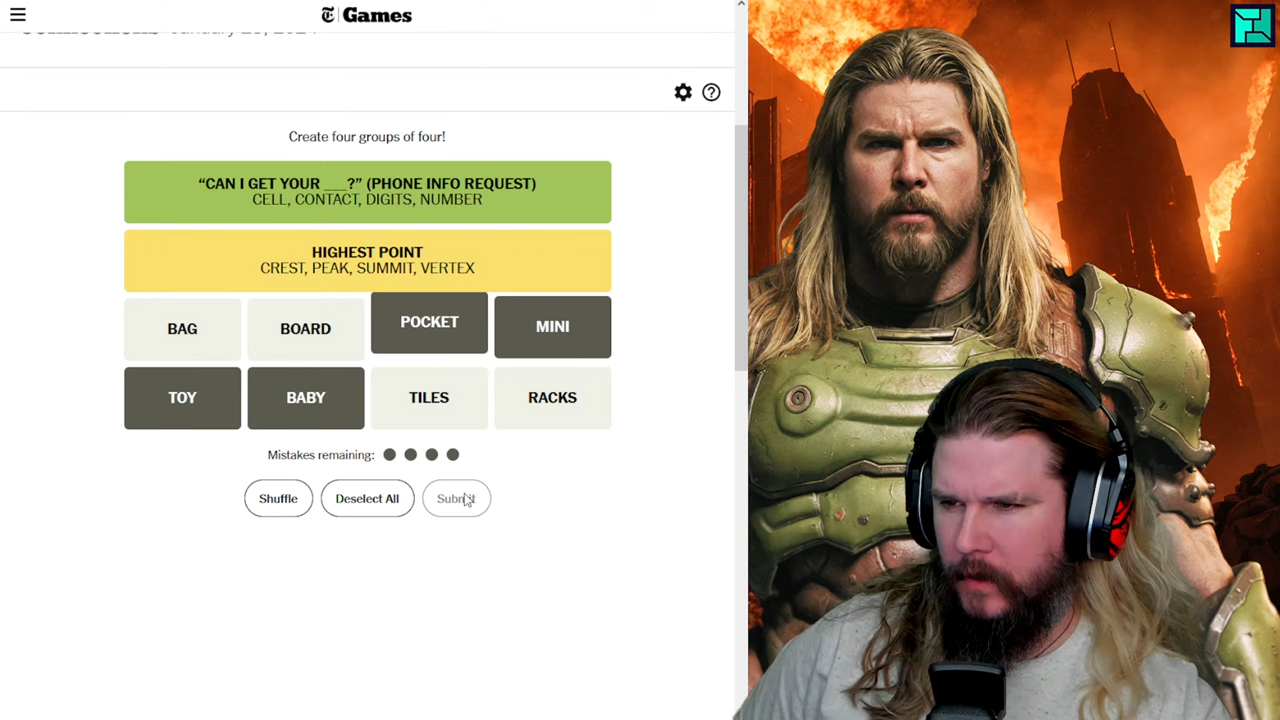 Games
Create four groups of four!
“CAN I GET YOUR ___?” (PHONE INFO REQUEST)
CELL, CONTACT, DIGITS, NUMBER
HIGHEST POINT
CREST, PEAK, SUMMIT, VERTEX
BAG BOARD POCKET MINI
TOY BABY TILES RACKS
Mistakes remaining:
Shuffle Deselect All Submit